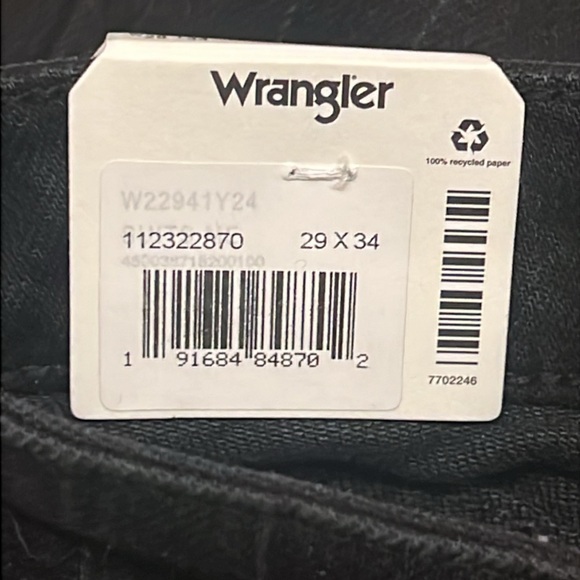 Wrangler
100% recycled paper
W22941Y24
112322870 29 X 34
1 91684 84870 2
7702246